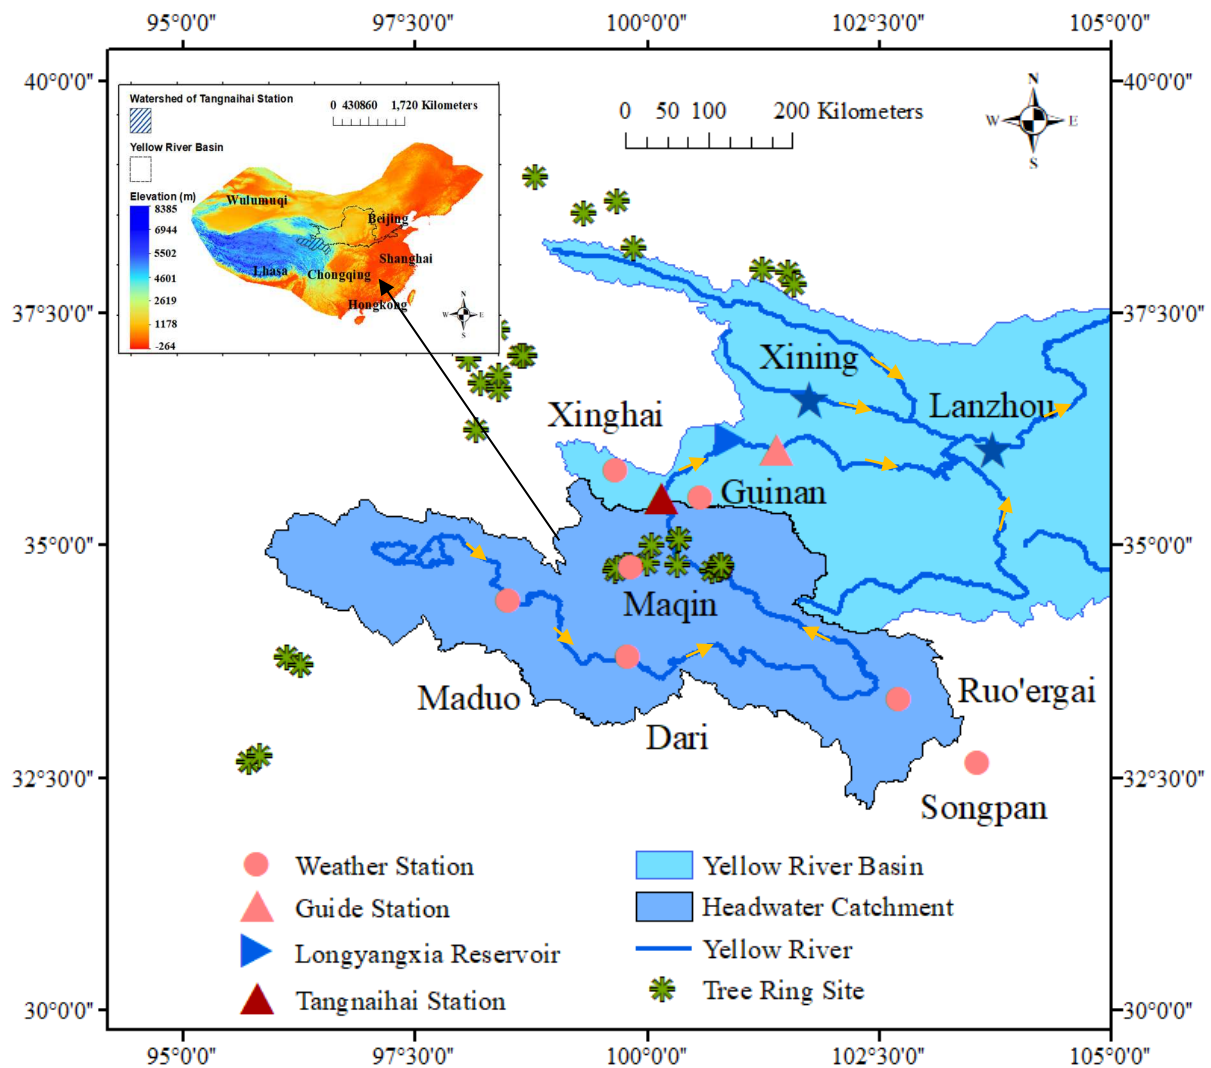 95°0'0"
97°30'0"
100°0'0"
102°30'0"
105°0'0"
40°0'0"
40°0'0"
Watershed of Tangnaihai Station
0 430860 1,720 Kilometers
Yellow River Basin
Elevation (m)
8385
6944
5502
4601
2619
1178
-264
Wulumuqi
Beijing
Shanghai
Lhasa
Chongqing
Hongkong
N
W
E
S
0 50 100 200 Kilometers
N
W
E
S
37°30'0"
37°30'0"
Xining
Lanzhou
Xinghai
Guinan
35°0'0"
35°0'0"
Maqin
Maduo
Ruo'ergai
Dari
32°30'0"
32°30'0"
Songpan
Weather Station
Guide Station
Longyangxia Reservoir
Tangnaihai Station
Yellow River Basin
Headwater Catchment
Yellow River
Tree Ring Site
30°0'0"
30°0'0"
95°0'0"
97°30'0"
100°0'0"
102°30'0"
105°0'0"